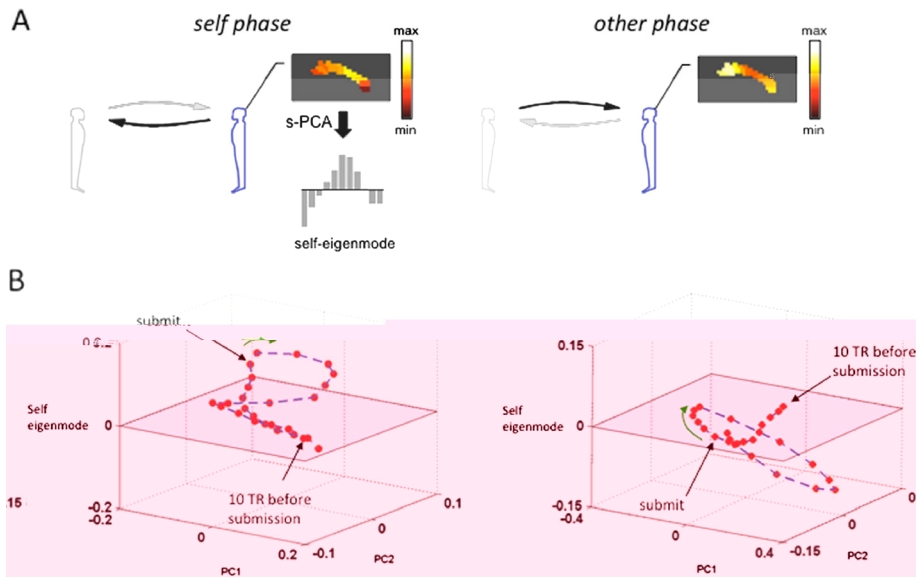 A
self phase
max
min
s-PCA
self-eigenmode
other phase
max
min
B
submit
Self
eigenmode
0
-0.2
-0.2
0
0.2
PC1
-0.1
0
0.1
PC2
10 TR before
submission
15
0.15
Self
eigenmode
0
-0.15
-0.4
0
0.4
PC1
-0.15
0
PC2
10 TR before
submission
submit